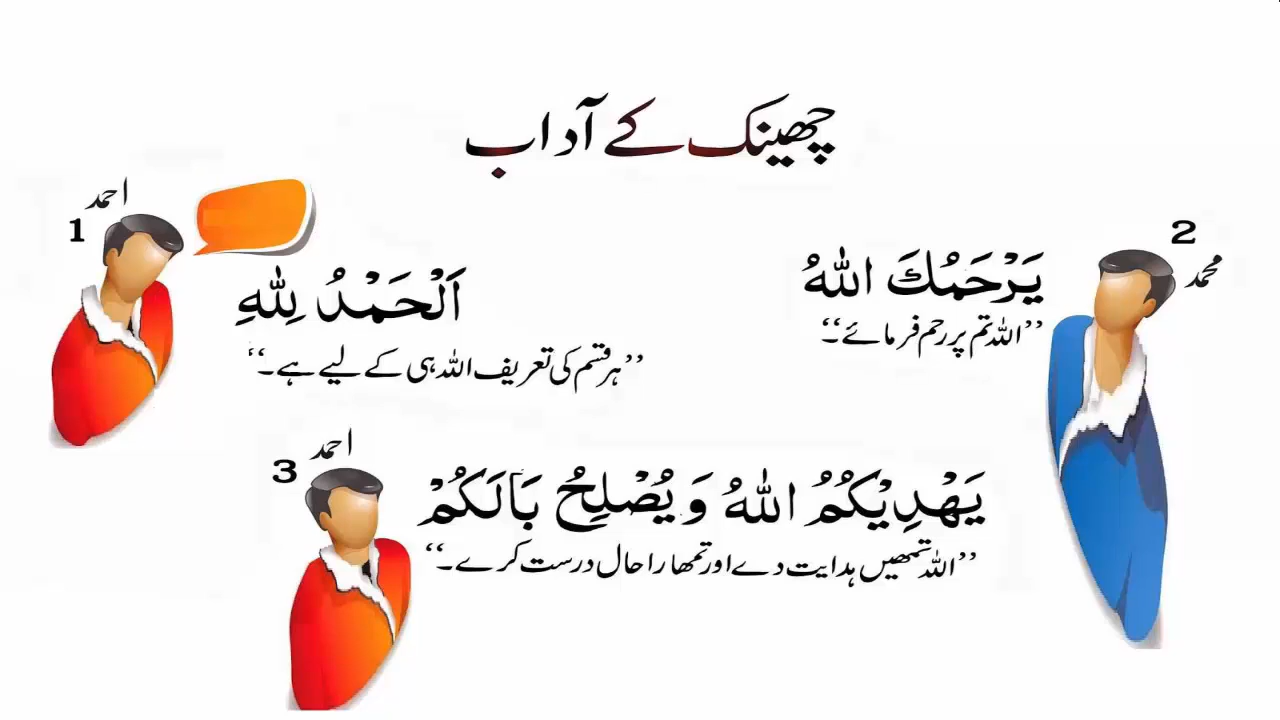 چھینک کے آداب
احمد
1
اَلْحَمْدُ لِلّٰهِ
’’ہر قسم کی تعریف اللہ ہی کے لیے ہے۔‘‘
2
محمد
يَرْحَمُكَ اللّٰهُ
’’اللہ تم پر رحم فرمائے۔‘‘
احمد
3
يَهْدِيْكُمُ اللّٰهُ وَ يُصْلِحُ بَالَكُمْ
’’اللہ تمھیں ہدایت دے اور تمھارا حال درست کرے۔‘‘